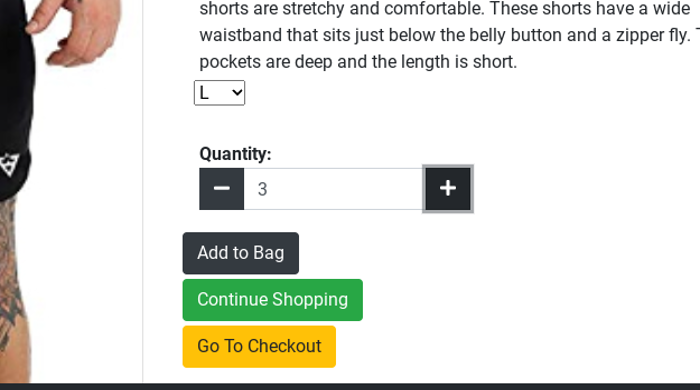 shorts are stretchy and comfortable. These shorts have a wide
waistband that sits just below the belly button and a zipper fly.
pockets are deep and the length is short.
L
Quantity:
3
Add to Bag
Continue Shopping
Go To Checkout